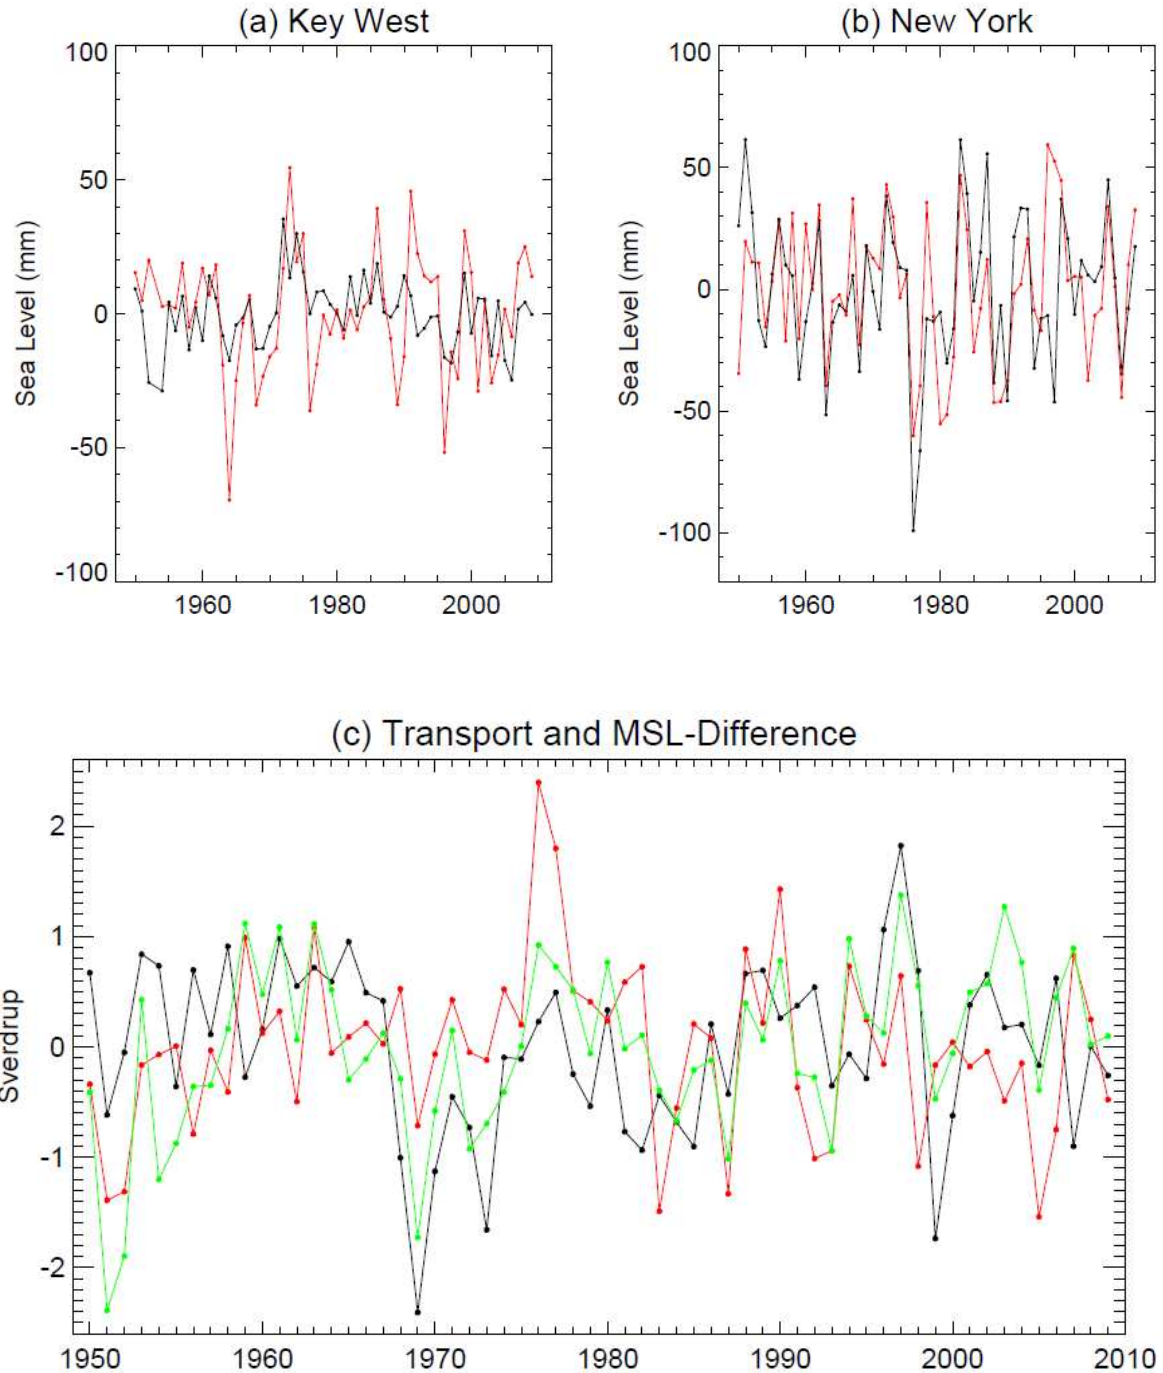 (a) Key West
(b) New York
100
50
0
-50
-100
Sea Level (mm)
1960 1980 2000
100
50
0
-50
-100
Sea Level (mm)
1960 1980 2000
(c) Transport and MSL-Difference
2
1
0
-1
-2
Sverdrup
1950 1960 1970 1980 1990 2000 2010